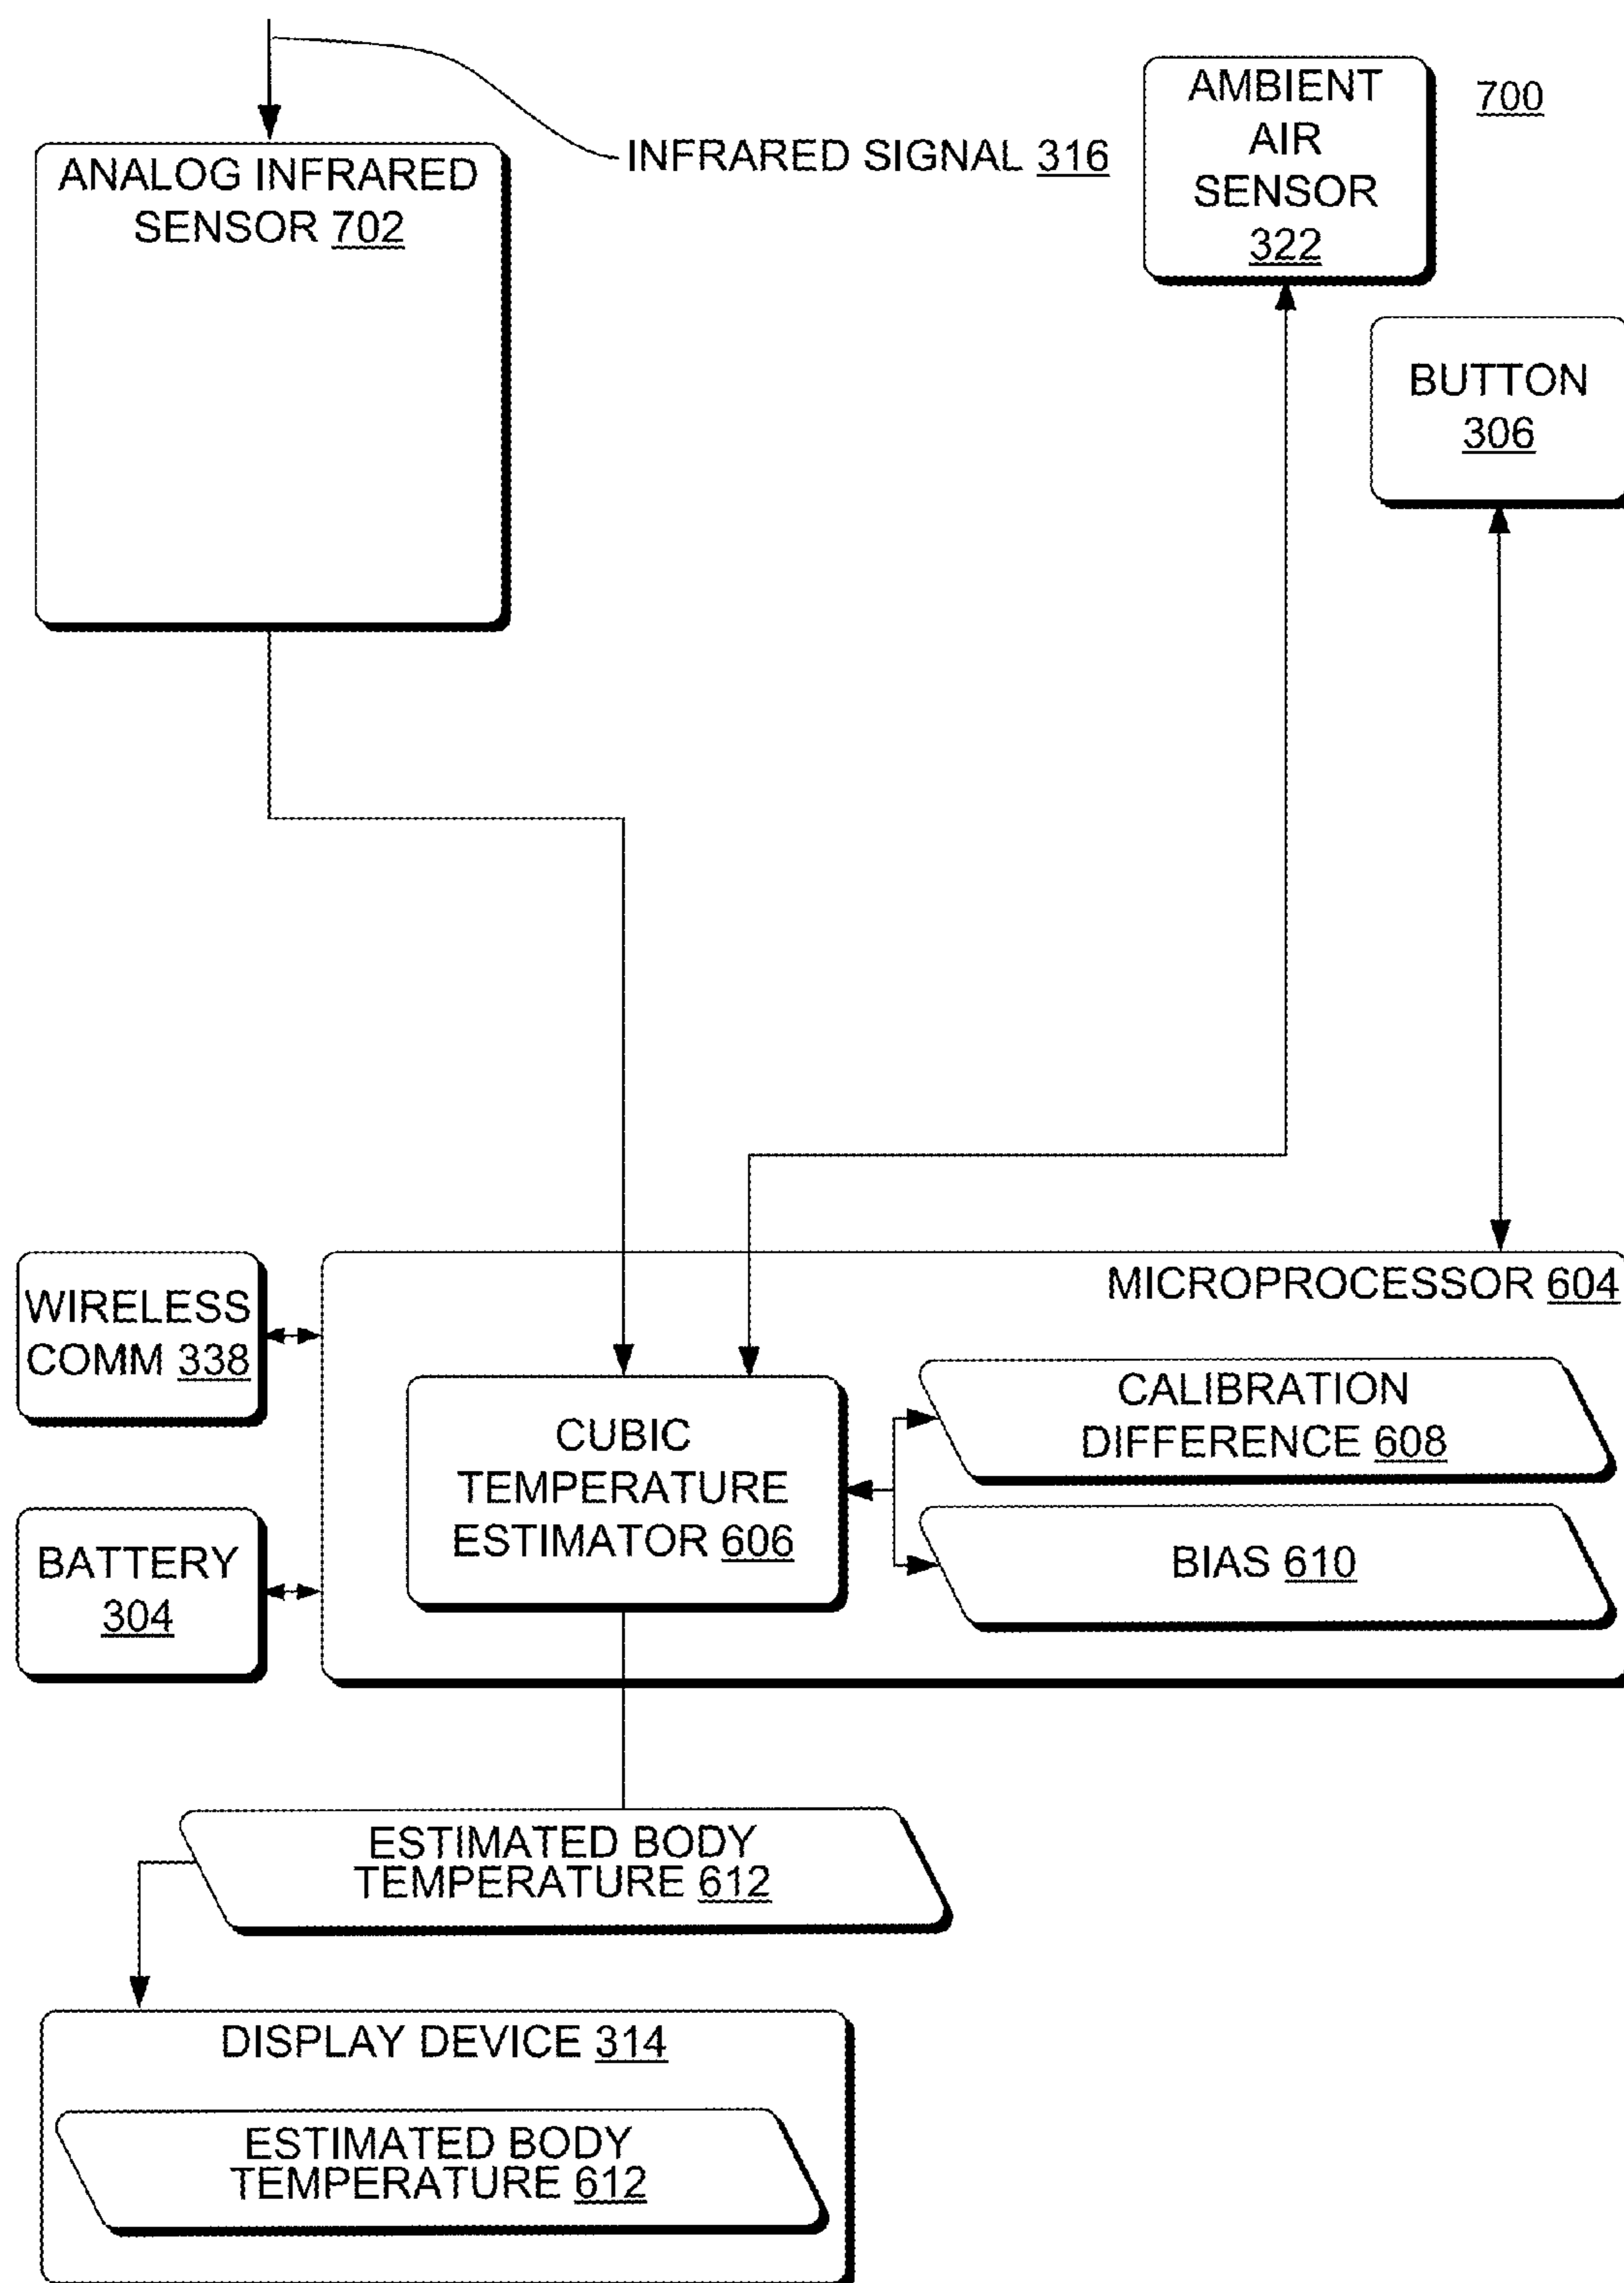 INFRARED SIGNAL 316
ANALOG INFRARED
SENSOR 702
AMBIENT
AIR
SENSOR
322
700
BUTTON
306
MICROPROCESSOR 604
WIRELESS
COMM 338
BATTERY
304
CUBIC
TEMPERATURE
ESTIMATOR 606
CALIBRATION
DIFFERENCE 608
BIAS 610
ESTIMATED BODY
TEMPERATURE 612
DISPLAY DEVICE 314
ESTIMATED BODY
TEMPERATURE 612